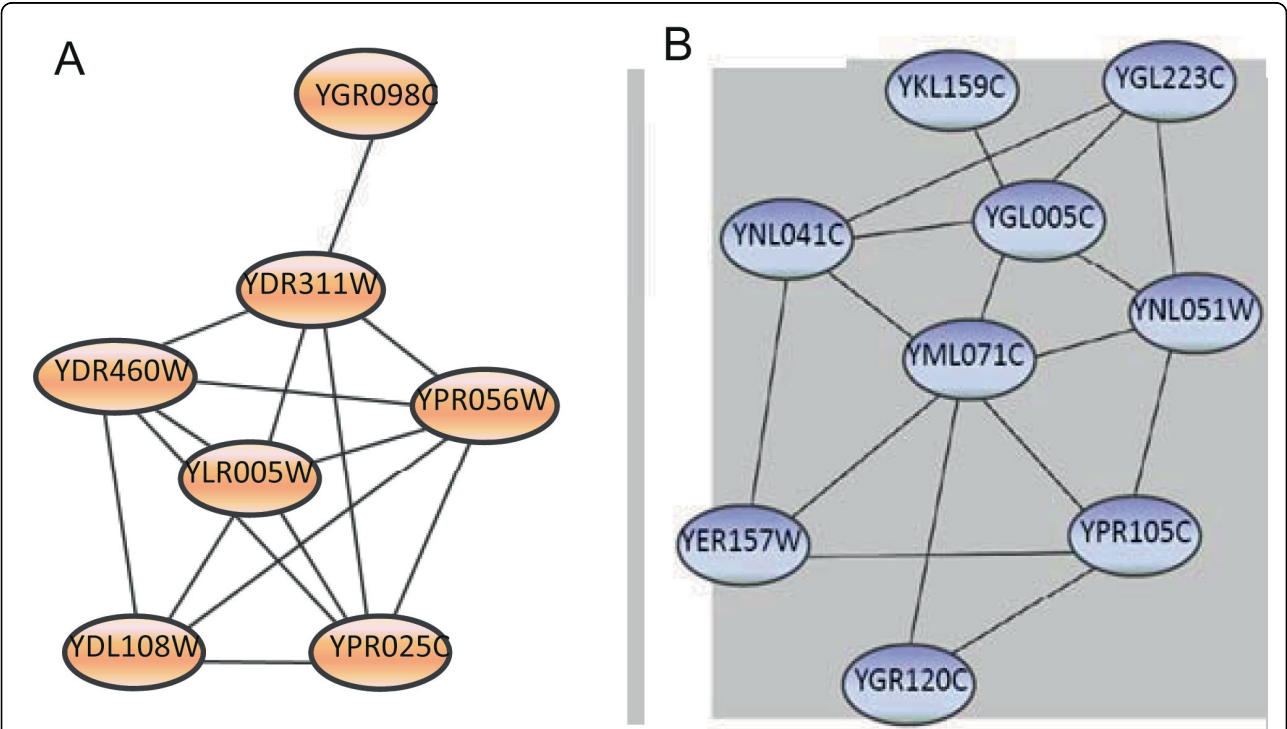 A
YGR098C
YDR311W
YDR460W
YPR056W
YLR005W
YDL108W
YPR025C
B
YKL159C
YGL223C
YNL041C
YGL005C
YNL051W
YML071C
YER157W
YPR105C
YGR120C